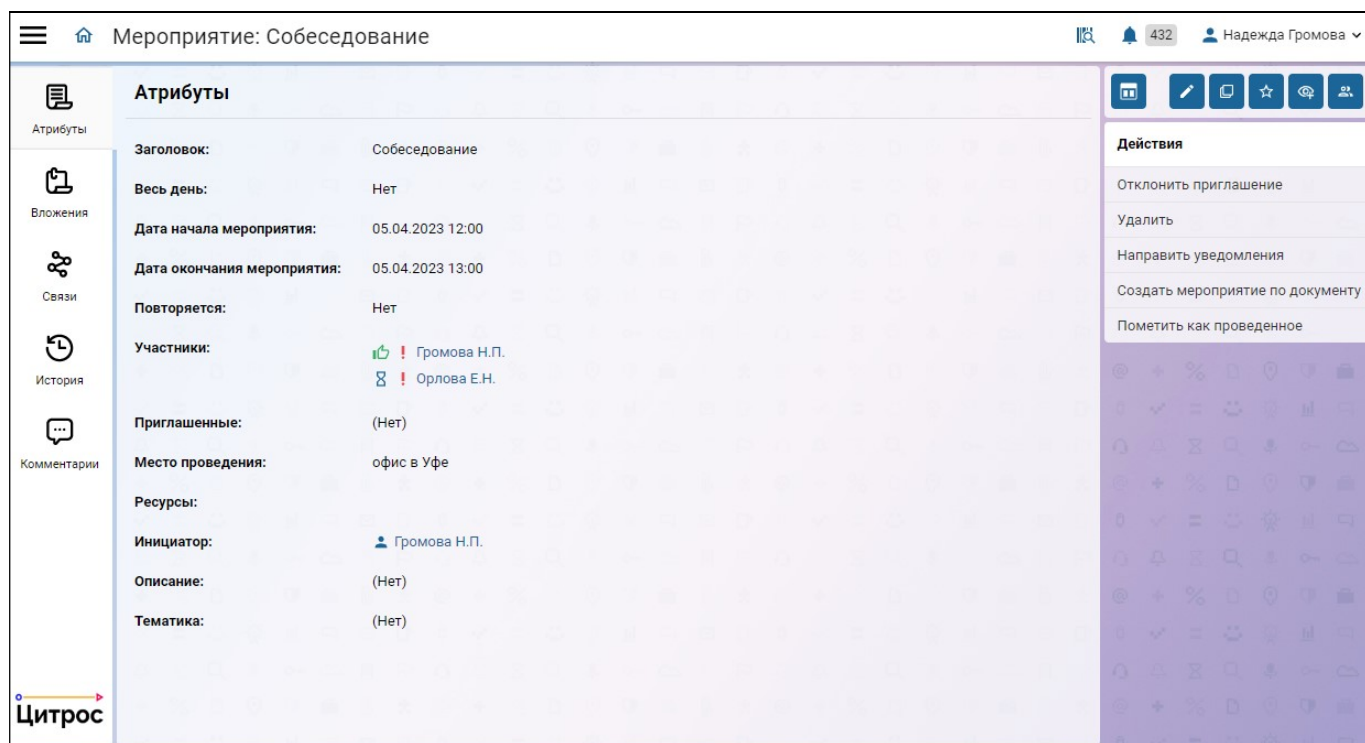 Мероприятие: Собеседование
432
Надежда Громова
Атрибуты
Вложения
Связи
История
Комментарии
Цитрос
Атрибуты
Заголовок: Собеседование
Весь день: Нет
Дата начала мероприятия: 05.04.2023 12:00
Дата окончания мероприятия: 05.04.2023 13:00
Повторяется: Нет
Участники: ! Громова Н.П.
! Орлова Е.Н.
Приглашенные: (Нет)
Место проведения: офис в Уфе
Ресурсы:
Инициатор: Громова Н.П.
Описание: (Нет)
Тематика: (Нет)
Действия
Отклонить приглашение
Удалить
Направить уведомления
Создать мероприятие по документу
Пометить как проведенное